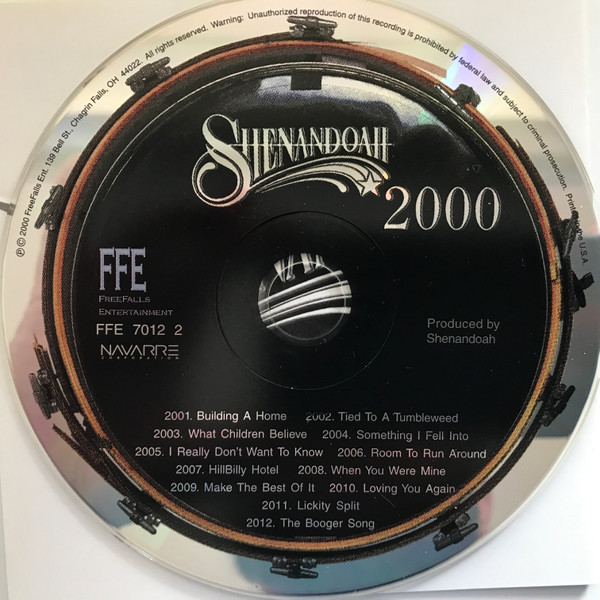 ℗ © 2000 FreeFalls Ent. 139 Bell St., Chagrin Falls, OH 44022. All rights reserved. Warning: Unauthorized reproduction of this recording is prohibited by federal law and subject to criminal prosecution. Printed in the U.S.A.
SHENANDOAH
2000
FFE
FREEFALLS
ENTERTAINMENT
FFE 7012 2
NAVARRE
CORPORATION
Produced by
Shenandoah
2001. Building A Home 2002. Tied To A Tumbleweed
2003. What Children Believe 2004. Something I Fell Into
2005. I Really Don't Want To Know 2006. Room To Run Around
2007. HillBilly Hotel 2008. When You Were Mine
2009. Make The Best Of It 2010. Loving You Again
2011. Lickity Split
2012. The Booger Song